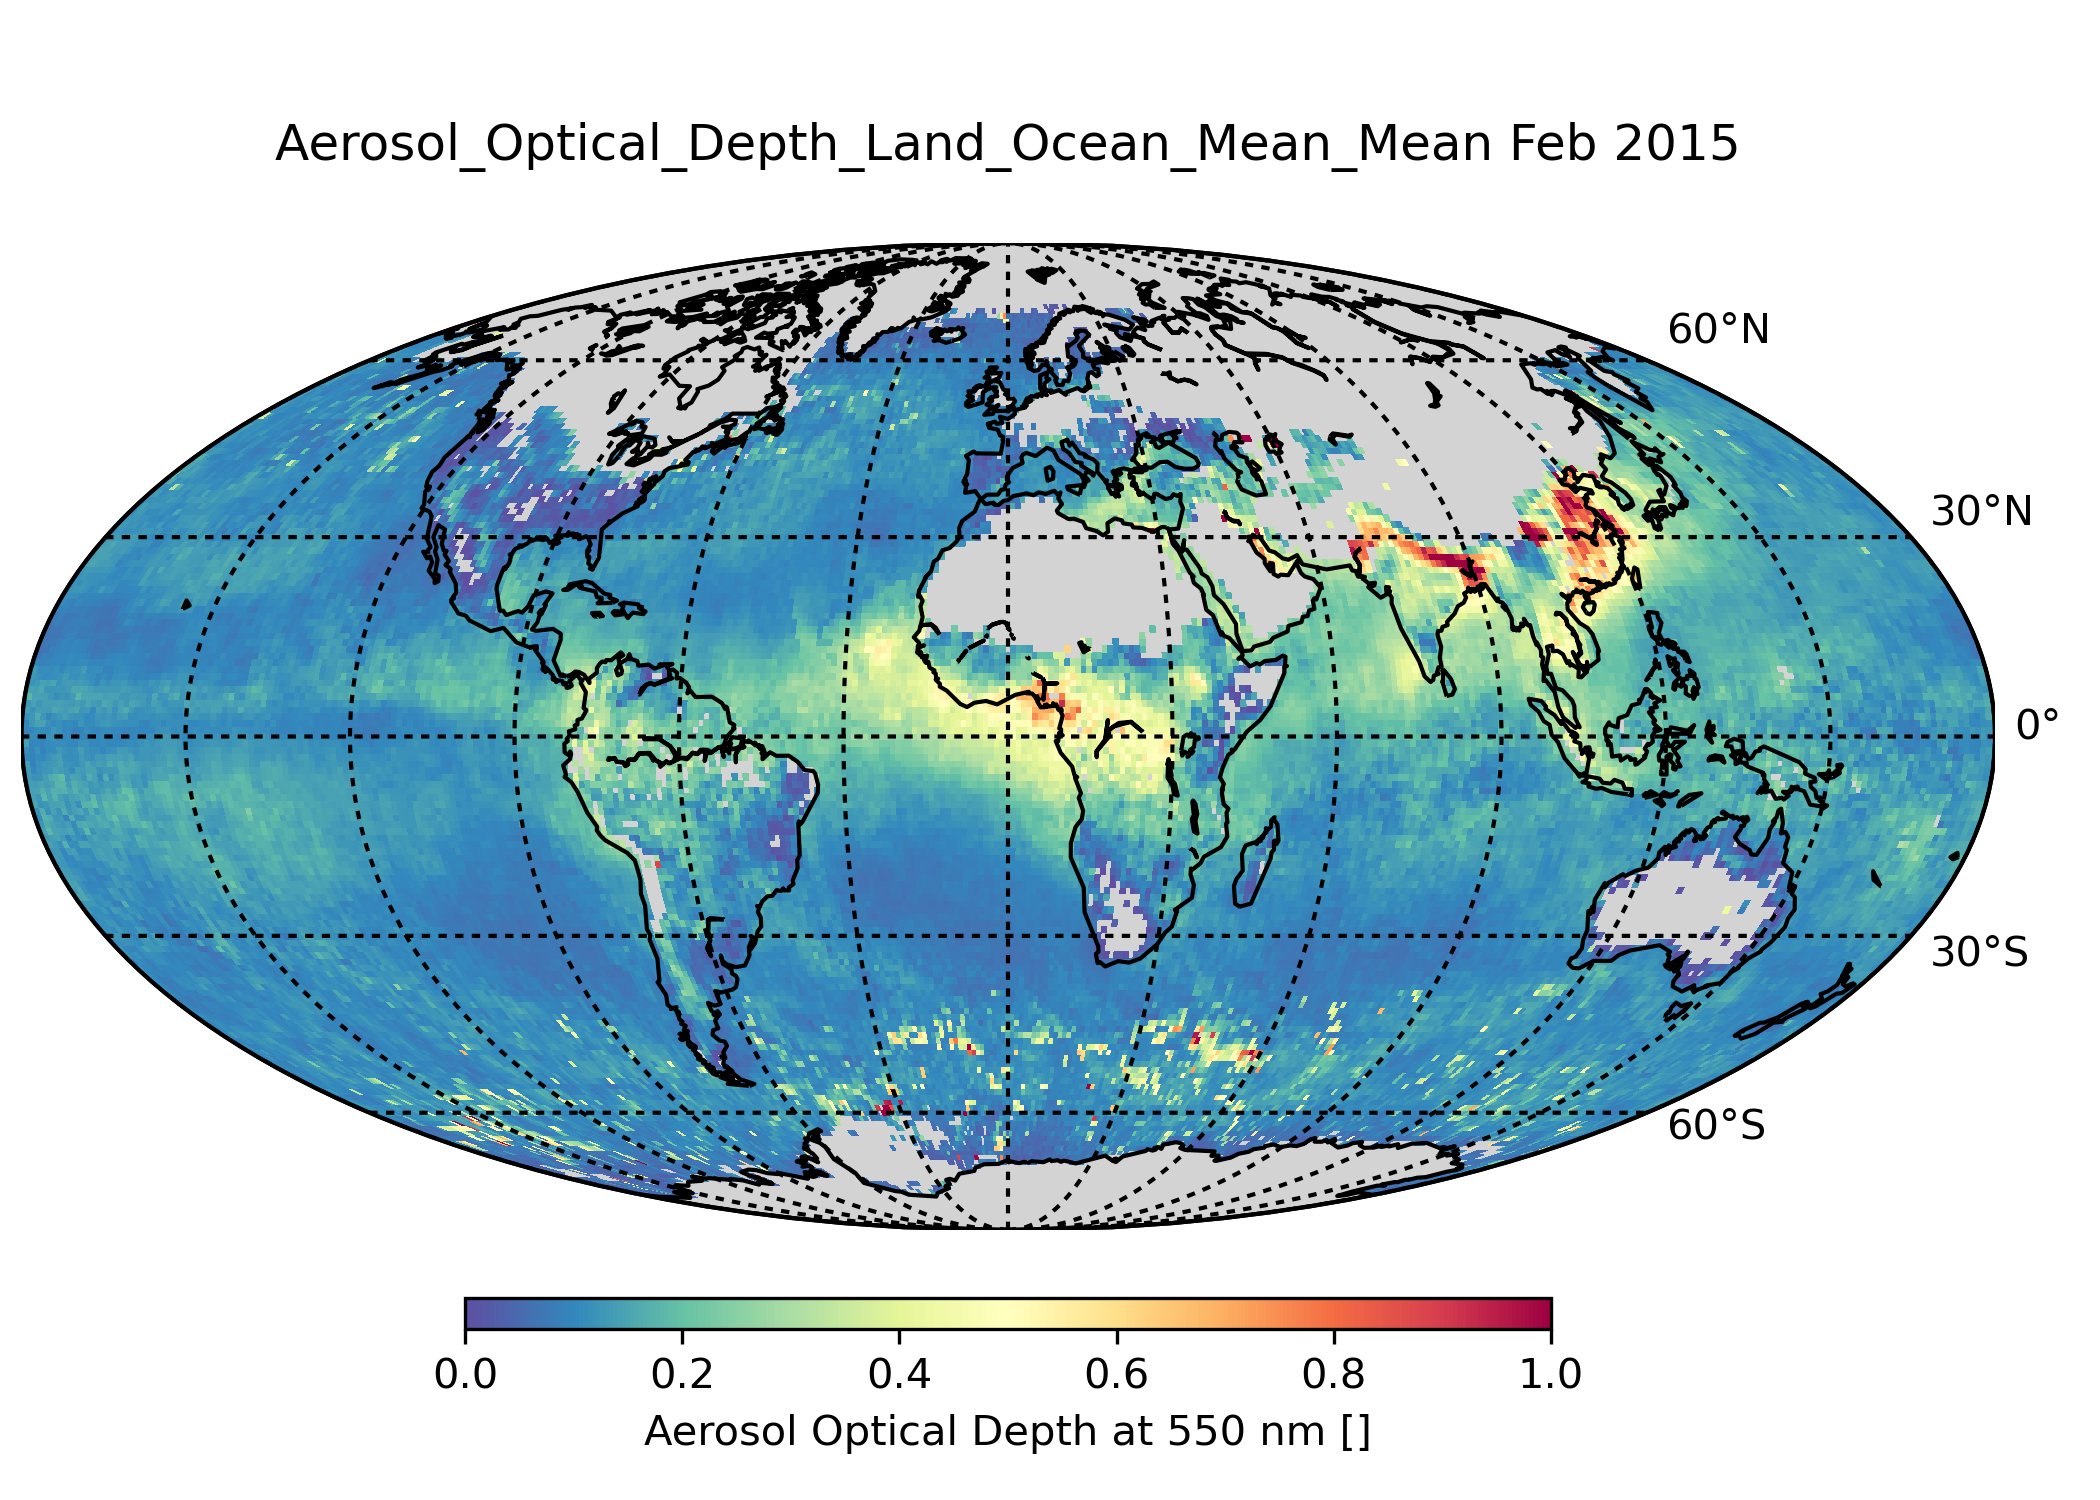 Aerosol_Optical_Depth_Land_Ocean_Mean_Mean Feb 2015
60°N
30°N
0°
30°S
60°S
0.0 0.2 0.4 0.6 0.8 1.0
Aerosol Optical Depth at 550 nm []